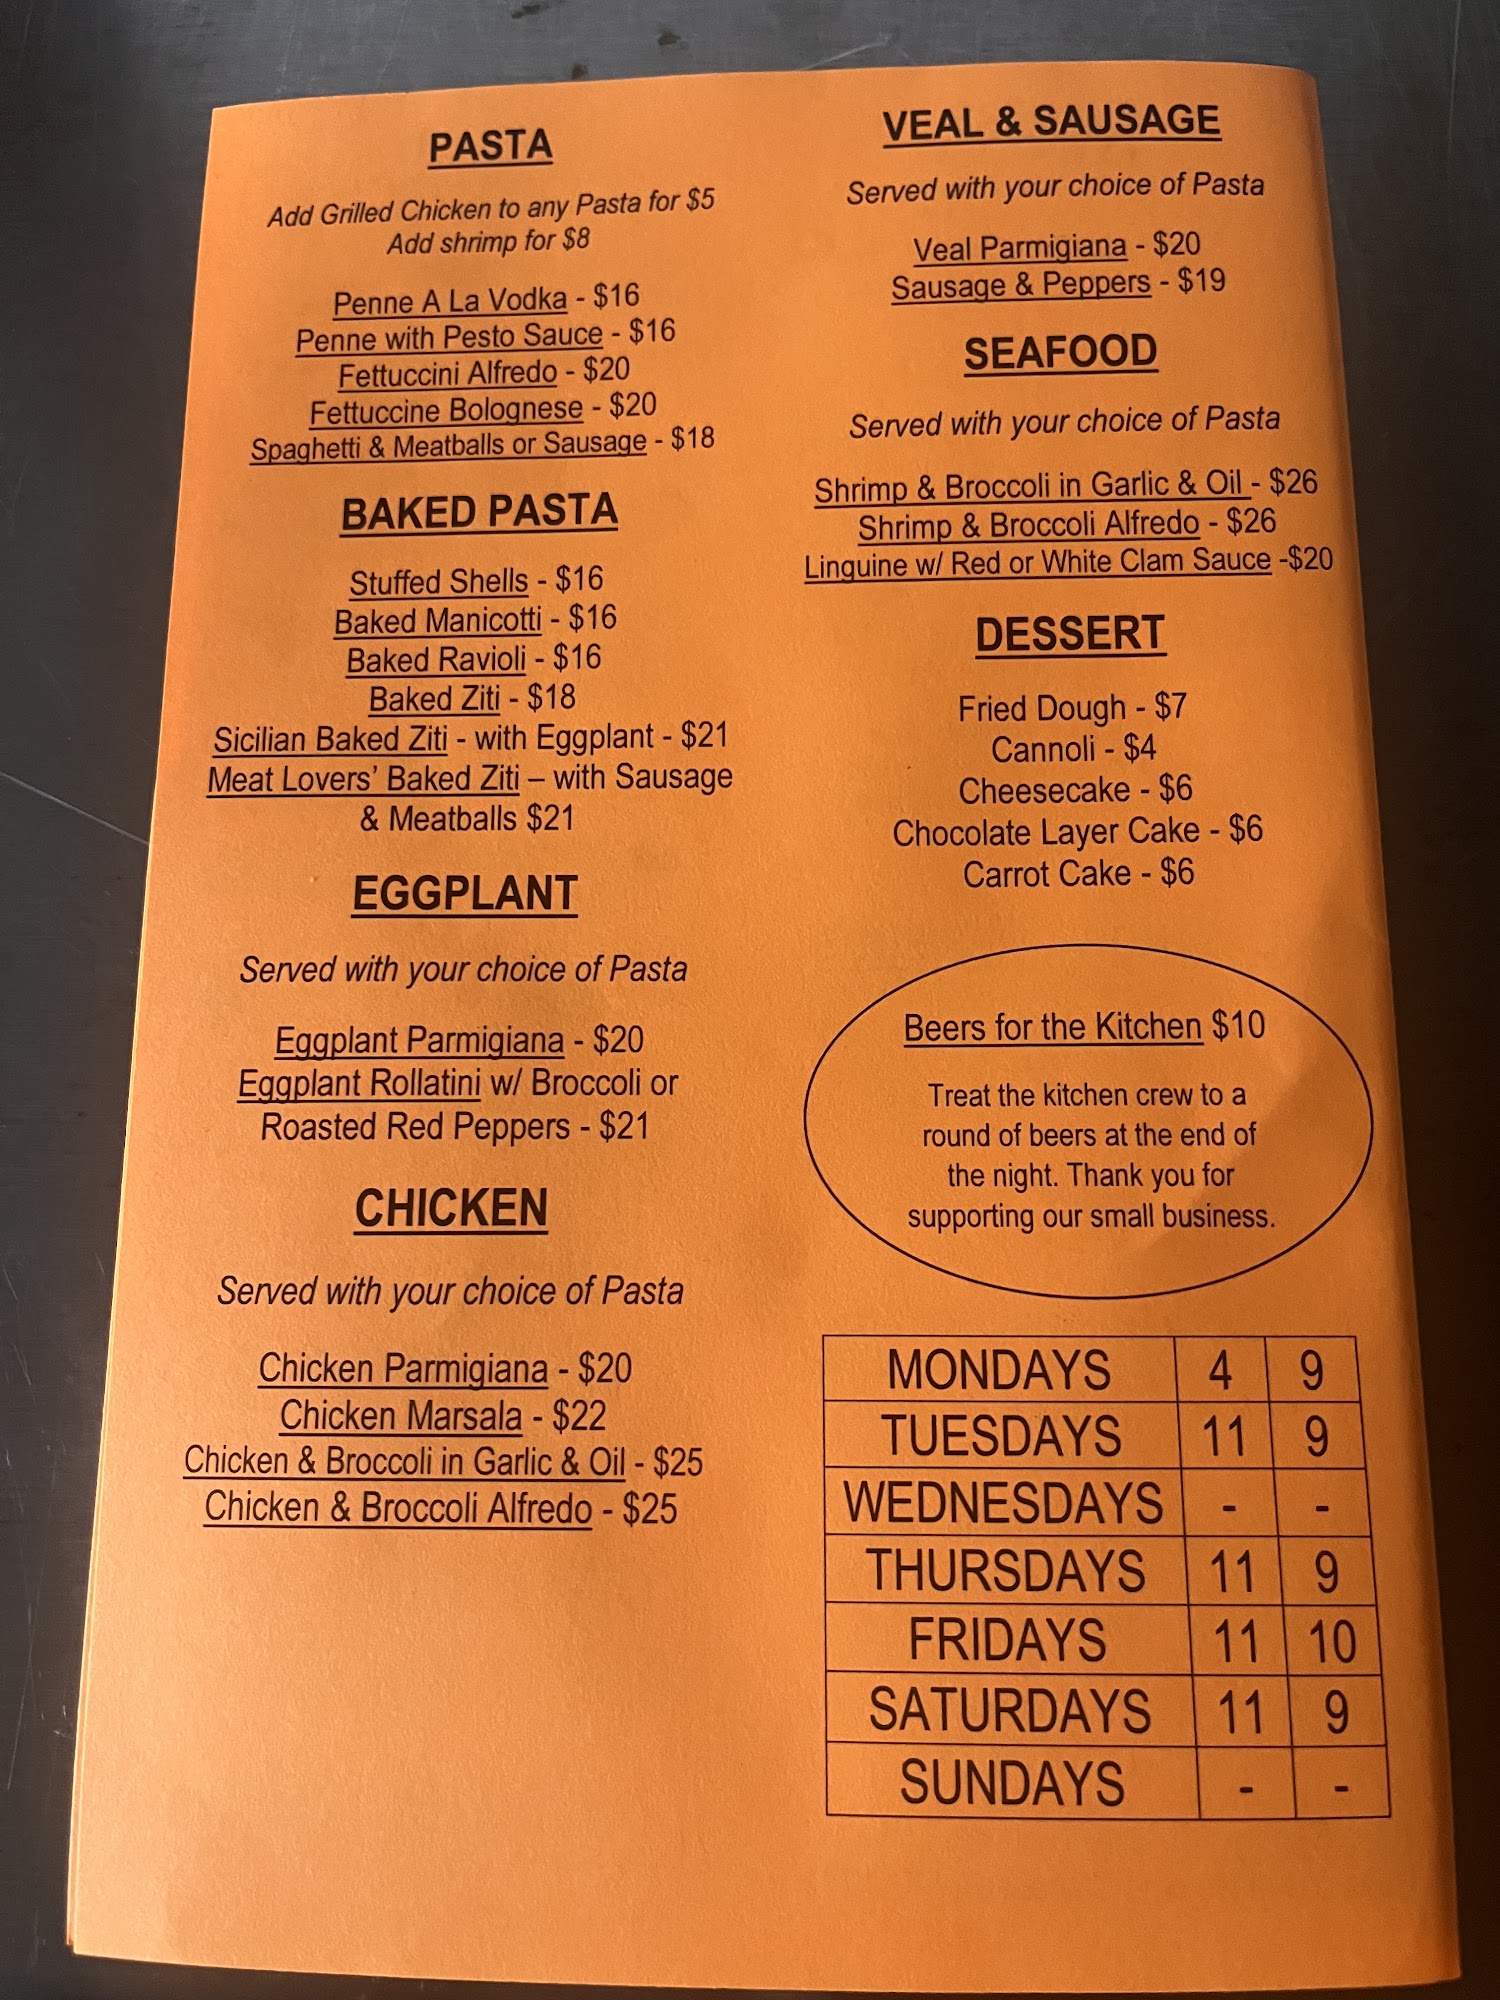 PASTA
Add Grilled Chicken to any Pasta for $5
Add shrimp for $8
Penne A La Vodka - $16
Penne with Pesto Sauce - $16
Fettuccini Alfredo - $20
Fettuccine Bolognese - $20
Spaghetti & Meatballs or Sausage - $18
BAKED PASTA
Stuffed Shells - $16
Baked Manicotti - $16
Baked Ravioli - $16
Baked Ziti - $18
Sicilian Baked Ziti - with Eggplant - $21
Meat Lovers' Baked Ziti – with Sausage
& Meatballs $21
EGGPLANT
Served with your choice of Pasta
Eggplant Parmigiana - $20
Eggplant Rollatini w/ Broccoli or
Roasted Red Peppers - $21
CHICKEN
Served with your choice of Pasta
Chicken Parmigiana - $20
Chicken Marsala - $22
Chicken & Broccoli in Garlic & Oil - $25
Chicken & Broccoli Alfredo - $25
VEAL & SAUSAGE
Served with your choice of Pasta
Veal Parmigiana - $20
Sausage & Peppers - $19
SEAFOOD
Served with your choice of Pasta
Shrimp & Broccoli in Garlic & Oil - $26
Shrimp & Broccoli Alfredo - $26
Linguine w/ Red or White Clam Sauce -$20
DESSERT
Fried Dough - $7
Cannoli - $4
Cheesecake - $6
Chocolate Layer Cake - $6
Carrot Cake - $6
Beers for the Kitchen $10
Treat the kitchen crew to a
round of beers at the end of
the night. Thank you for
supporting our small business.
MONDAYS 4 9
TUESDAYS 11 9
WEDNESDAYS - -
THURSDAYS 11 9
FRIDAYS 11 10
SATURDAYS 11 9
SUNDAYS - -